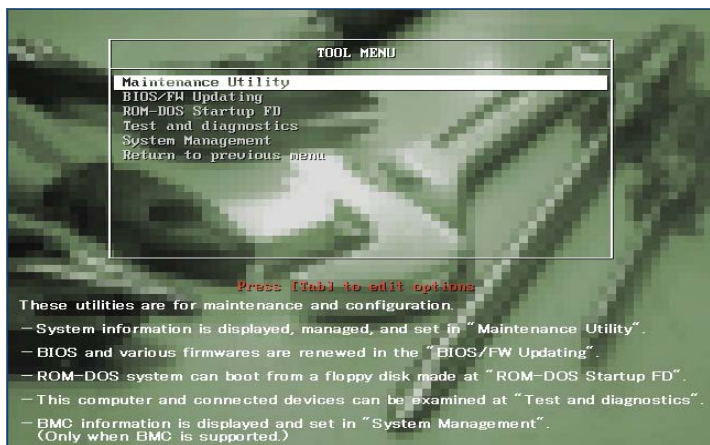 TOOL MENU
Maintenance Utility
BIOS/FW Updating
ROM-DOS Startup FD
Test and diagnostics
System Management
Return to previous menu
Press [Tab] to edit options
These utilities are for maintenance and configuration.
－System information is displayed, managed, and set in "Maintenance Utility".
－BIOS and various firmwares are renewed in the "BIOS/FW Updating".
－ROM-DOS system can boot from a floppy disk made at "ROM-DOS Startup FD".
－This computer and connected devices can be examined at "Test and diagnostics".
－BMC information is displayed and set in "System Management".
(Only when BMC is supported.)